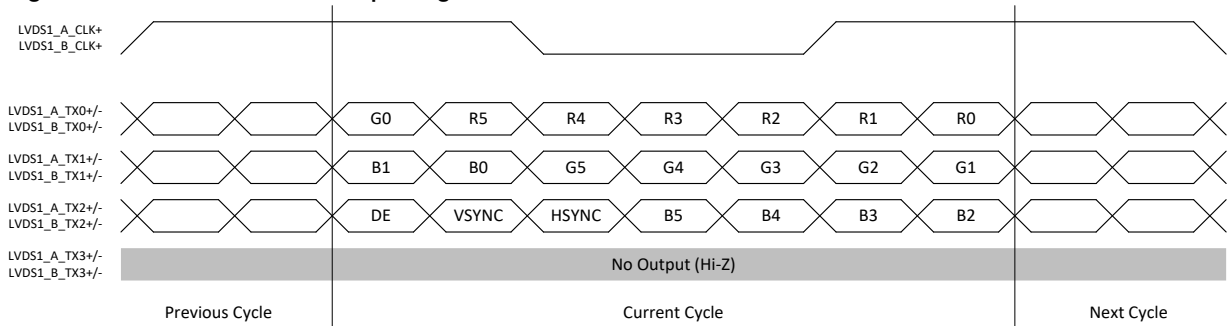 LVDS1_A_CLK+
LVDS1_B_CLK+
LVDS1_A_TX0+/-
LVDS1_B_TX0+/-
G0 R5 R4 R3 R2 R1 R0
LVDS1_A_TX1+/-
LVDS1_B_TX1+/-
B1 B0 G5 G4 G3 G2 G1
LVDS1_A_TX2+/-
LVDS1_B_TX2+/-
DE VSYNC HSYNC B5 B4 B3 B2
LVDS1_A_TX3+/-
LVDS1_B_TX3+/-
No Output (Hi-Z)
Previous Cycle Current Cycle Next Cycle